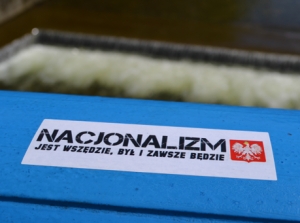 NACJONALIZM
JEST WSZĘDZIE, BYŁ I ZAWSZE BĘDZIE